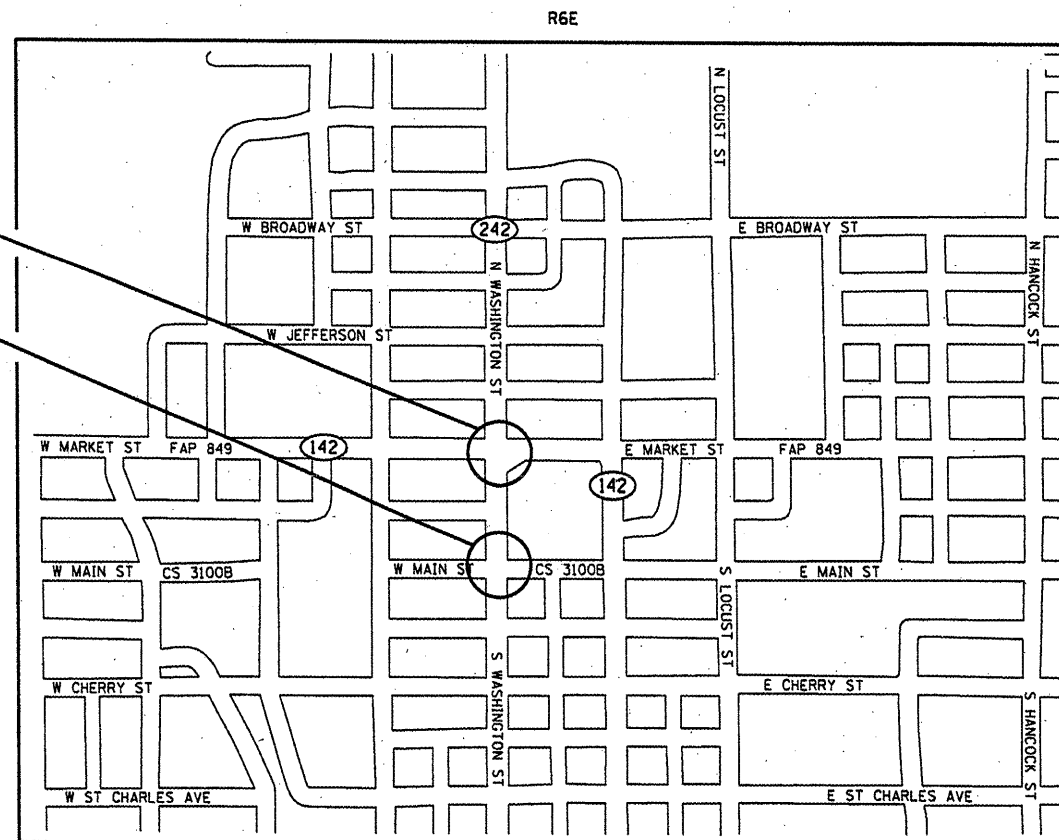 R6E
N LOCUST ST
W BROADWAY ST
242
E BROADWAY ST
N WASHINGTON ST
N HANCOCK ST
W JEFFERSON ST
W MARKET ST
FAP 849
142
E MARKET ST
FAP 849
142
W MAIN ST
CS 3100B
W MAIN ST
CS 3100B
E MAIN ST
S LOCUST ST
S WASHINGTON ST
W CHERRY ST
E CHERRY ST
S HANCOCK ST
W ST CHARLES AVE
E ST CHARLES AVE